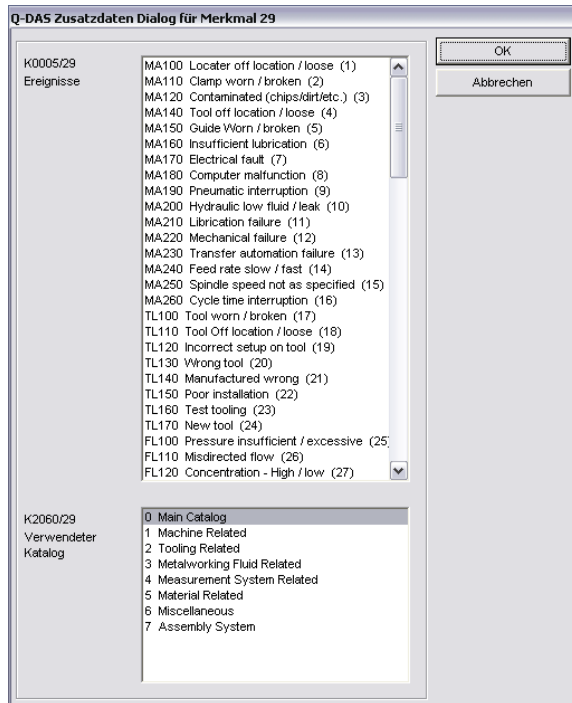 Q-DAS Zusatzdaten Dialog für Merkmal 29
K0005/29
Ereignisse
MA100 Locater off location / loose (1)
MA110 Clamp worn / broken (2)
MA120 Contaminated (chips/dirt/etc.) (3)
MA140 Tool off location / loose (4)
MA150 Guide Worn / broken (5)
MA160 Insufficient lubrication (6)
MA170 Electrical fault (7)
MA180 Computer malfunction (8)
MA190 Pneumatic interruption (9)
MA200 Hydraulic low fluid / leak (10)
MA210 Librication failure (11)
MA220 Mechanical failure (12)
MA230 Transfer automation failure (13)
MA240 Feed rate slow / fast (14)
MA250 Spindle speed not as specified (15)
MA260 Cycle time interruption (16)
TL100 Tool worn / broken (17)
TL110 Tool Off location / loose (18)
TL120 Incorrect setup on tool (19)
TL130 Wrong tool (20)
TL140 Manufactured wrong (21)
TL150 Poor installation (22)
TL160 Test tooling (23)
TL170 New tool (24)
FL100 Pressure insufficient / excessive (25)
FL110 Misdirected flow (26)
FL120 Concentration - High / low (27)
OK
Abbrechen
K2060/29
Verwendeter
Katalog
0 Main Catalog
1 Machine Related
2 Tooling Related
3 Metalworking Fluid Related
4 Measurement System Related
5 Material Related
6 Miscellaneous
7 Assembly System